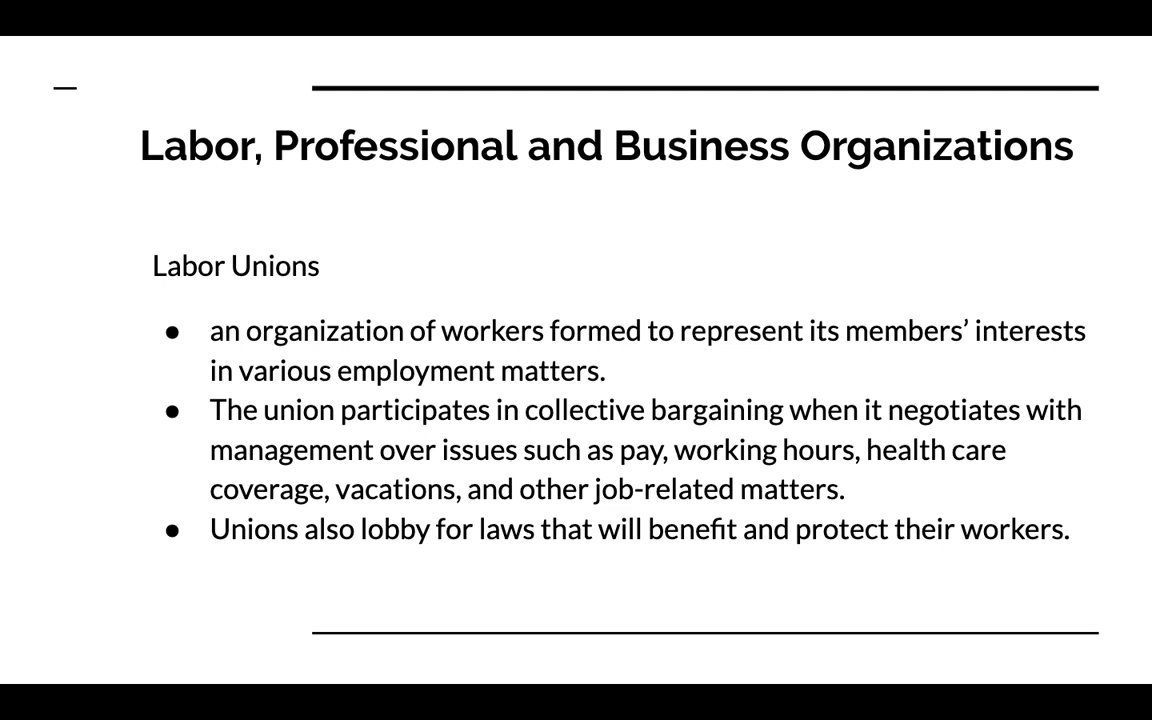 Labor, Professional and Business Organizations
Labor Unions
● an organization of workers formed to represent its members’ interests
in various employment matters.
● The union participates in collective bargaining when it negotiates with
management over issues such as pay, working hours, health care
coverage, vacations, and other job-related matters.
● Unions also lobby for laws that will benefit and protect their workers.